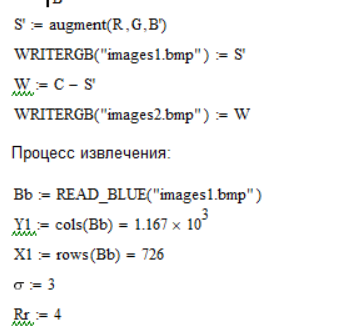 B
S' := augment(R,G,B')
WRITERGB("images1.bmp") := S'
W := C − S'
WRITERGB("images2.bmp") := W
Процесс извлечения:
Bb := READ_BLUE("images1.bmp")
Y1 := cols(Bb) = 1.167 × 10³
X1 := rows(Bb) = 726
σ := 3
Rr := 4